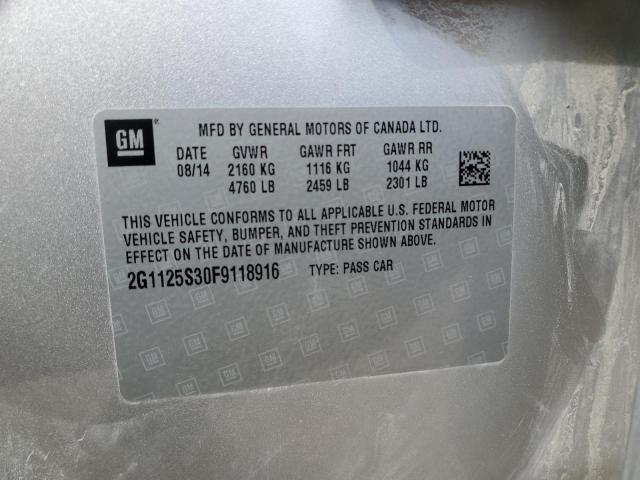 GM ® MFD BY GENERAL MOTORS OF CANADA LTD.
DATE GVWR GAWR FRT GAWR RR
08/14 2160 KG 1116 KG 1044 KG
4760 LB 2459 LB 2301 LB
THIS VEHICLE CONFORMS TO ALL APPLICABLE U.S. FEDERAL MOTOR
VEHICLE SAFETY, BUMPER, AND THEFT PREVENTION STANDARDS IN
EFFECT ON THE DATE OF MANUFACTURE SHOWN ABOVE.
2G1125S30F9118916 TYPE: PASS CAR